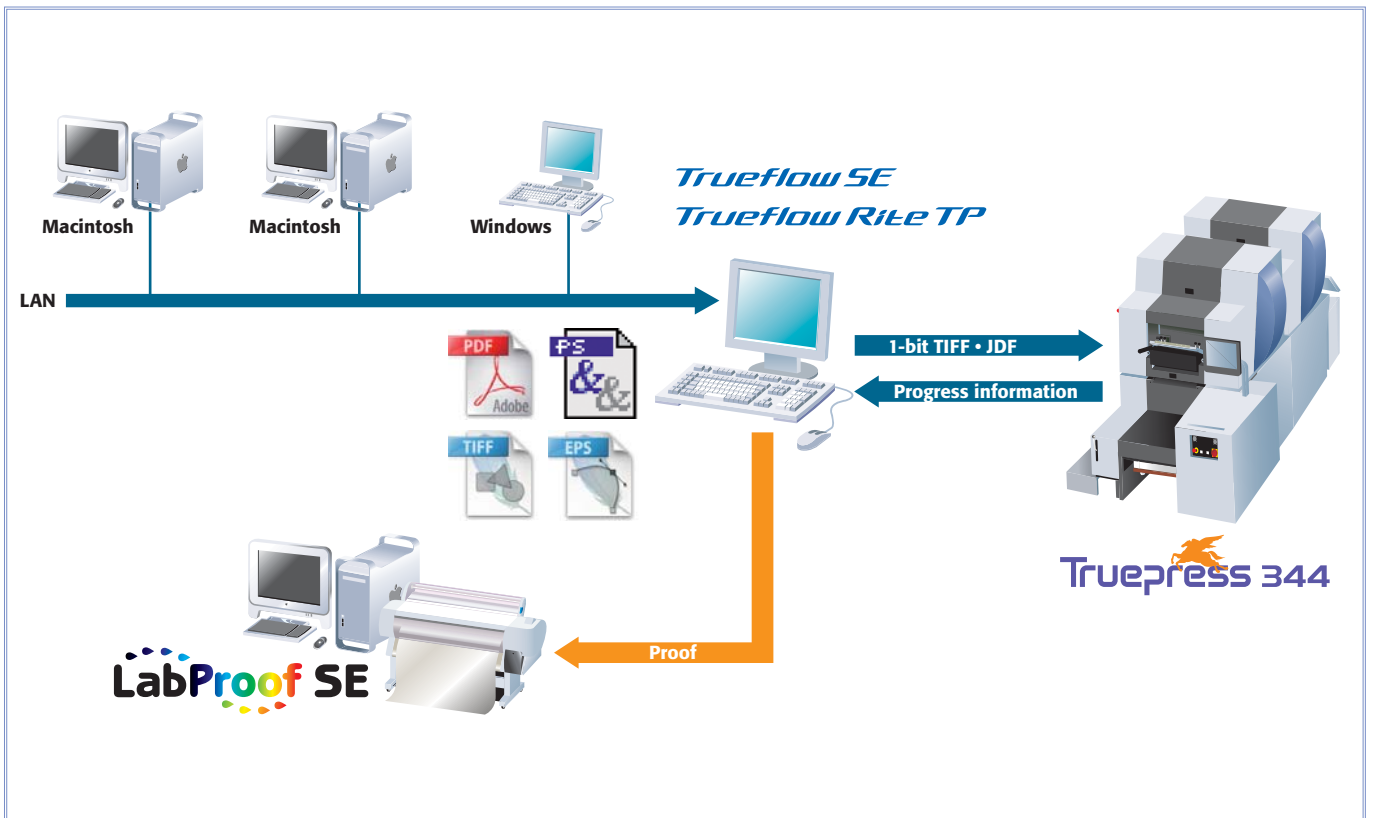 Macintosh
Macintosh
Windows
Trueflow SE
Trueflow Rite TP
LAN
PDF
Adobe
PS
&&
TIFF
EPS
1-bit TIFF • JDF
Progress information
Truepress 344
Proof
LabProof SE